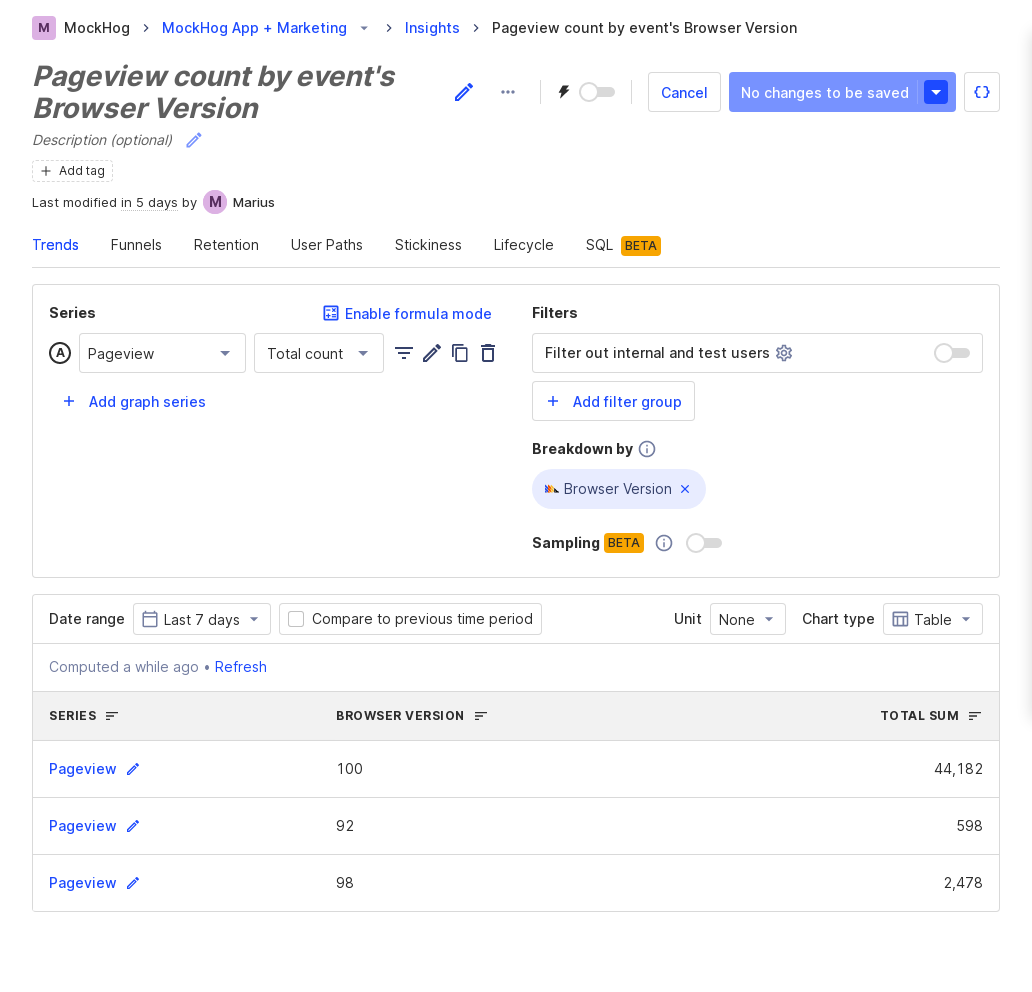 M MockHog > MockHog App + Marketing > Insights > Pageview count by event's Browser Version
Pageview count by event's
Browser Version
Cancel
No changes to be saved
Description (optional)
Add tag
Last modified in 5 days by M Marius
Trends Funnels Retention User Paths Stickiness Lifecycle SQL BETA
Series
Enable formula mode
A Pageview Total count
+ Add graph series
Filters
Filter out internal and test users
+ Add filter group
Breakdown by
Browser Version ×
Sampling BETA
Date range Last 7 days Compare to previous time period Unit None Chart type Table
Computed a while ago • Refresh
SERIES BROWSER VERSION TOTAL SUM
Pageview 100 44,182
Pageview 92 598
Pageview 98 2,478